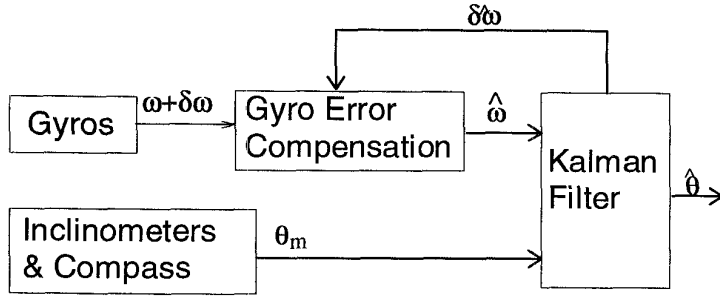 δω̂
ω+δω
Gyros
Gyro Error
Compensation
ω̂
Kalman
Filter
θ̂
Inclinometers
& Compass
θm